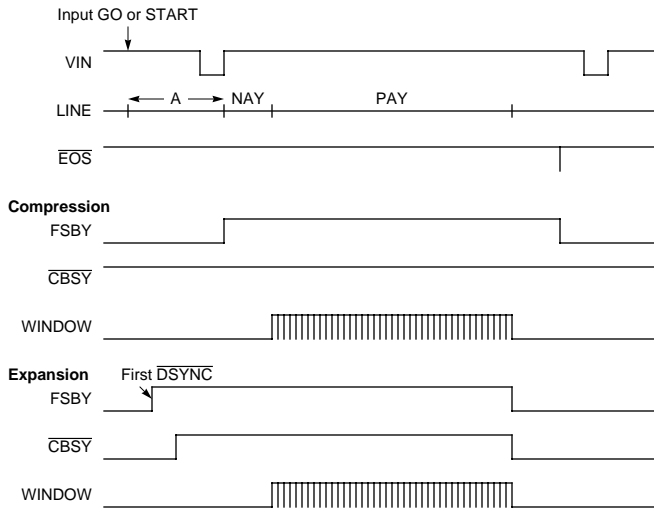 Input GO or START
VIN
LINE
A
NAY
PAY
EOS
Compression
FSBY
CBSY
WINDOW
Expansion
First DSYNC
FSBY
CBSY
WINDOW